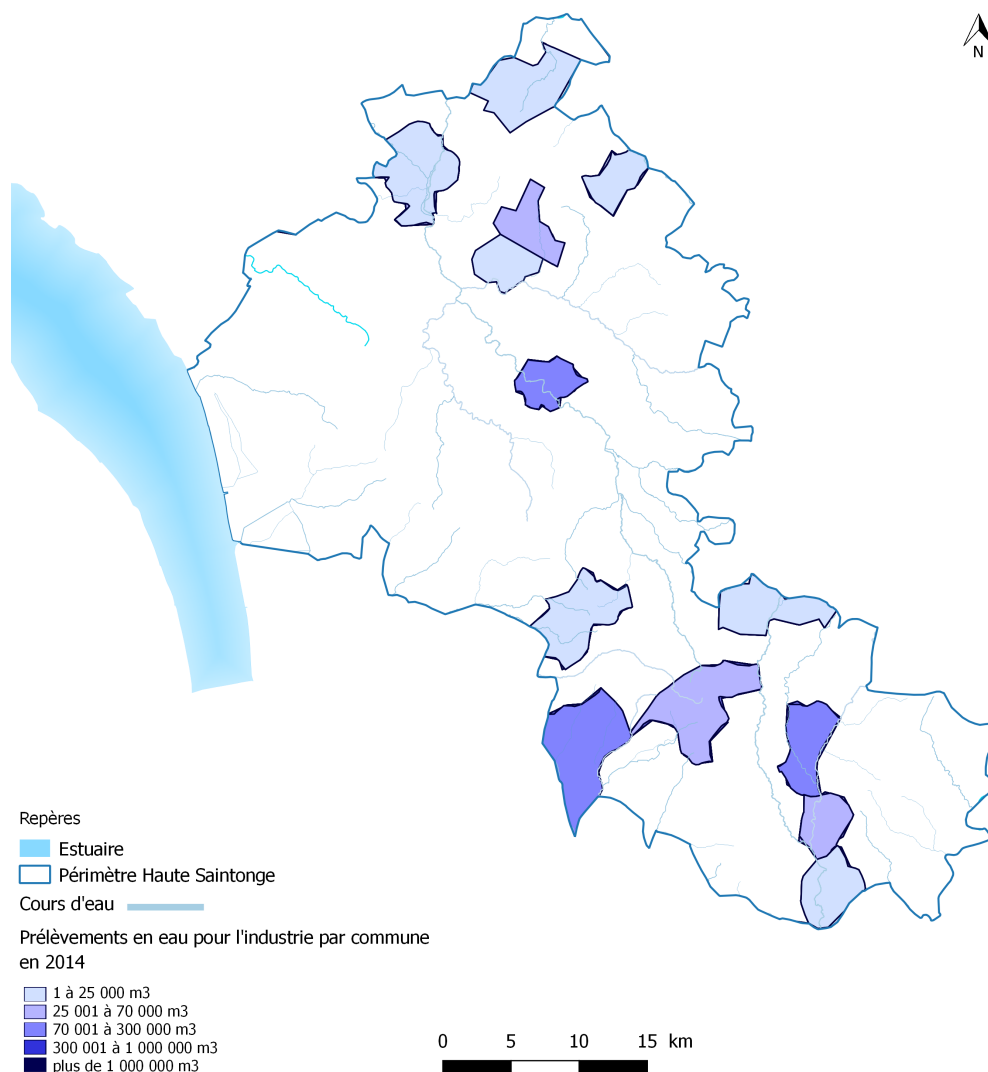 N
Repères
Estuaire
Périmètre Haute Saintonge
Cours d'eau
Prélèvements en eau pour l'industrie par commune
en 2014
1 à 25 000 m3
25 001 à 70 000 m3
70 001 à 300 000 m3
300 001 à 1 000 000 m3
plus de 1 000 000 m3
0 5 10 15 km